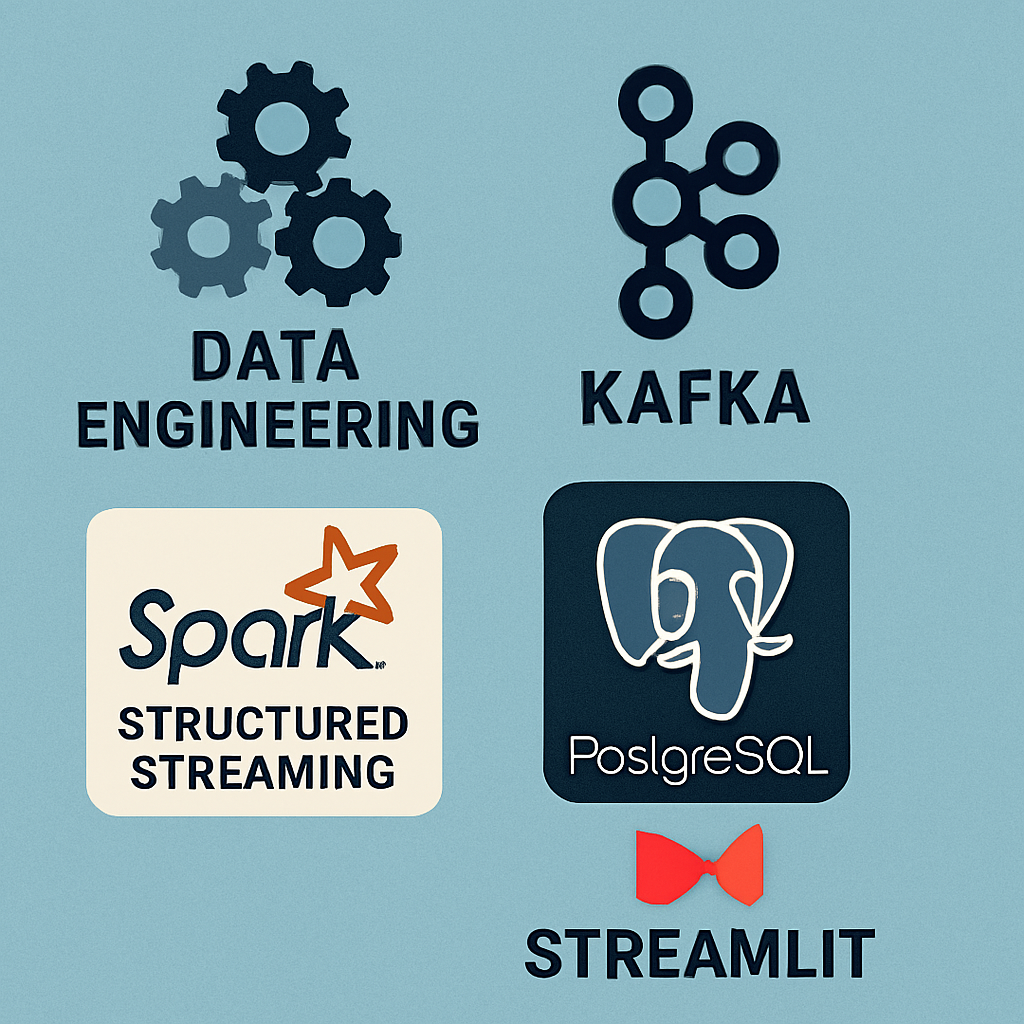 DATA
ENGINEERING
KAFKA
Spark
STRUCTURED
STREAMING
PoslgreSQL
STREAMLIT